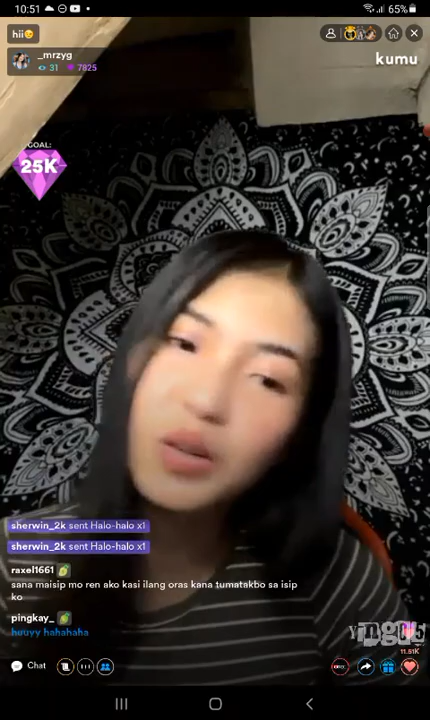 10:51
65%
hii😏
_mrzyg
31 7825
kumu
GOAL:
25K
sherwin_2k sent Halo-halo x1
sherwin_2k sent Halo-halo x1
raxel1661
sana maisip mo ren ako kasi ilang oras kana tumatakbo sa isip
ko
pingkay_
huuyy hahahaha
11.51K
Chat